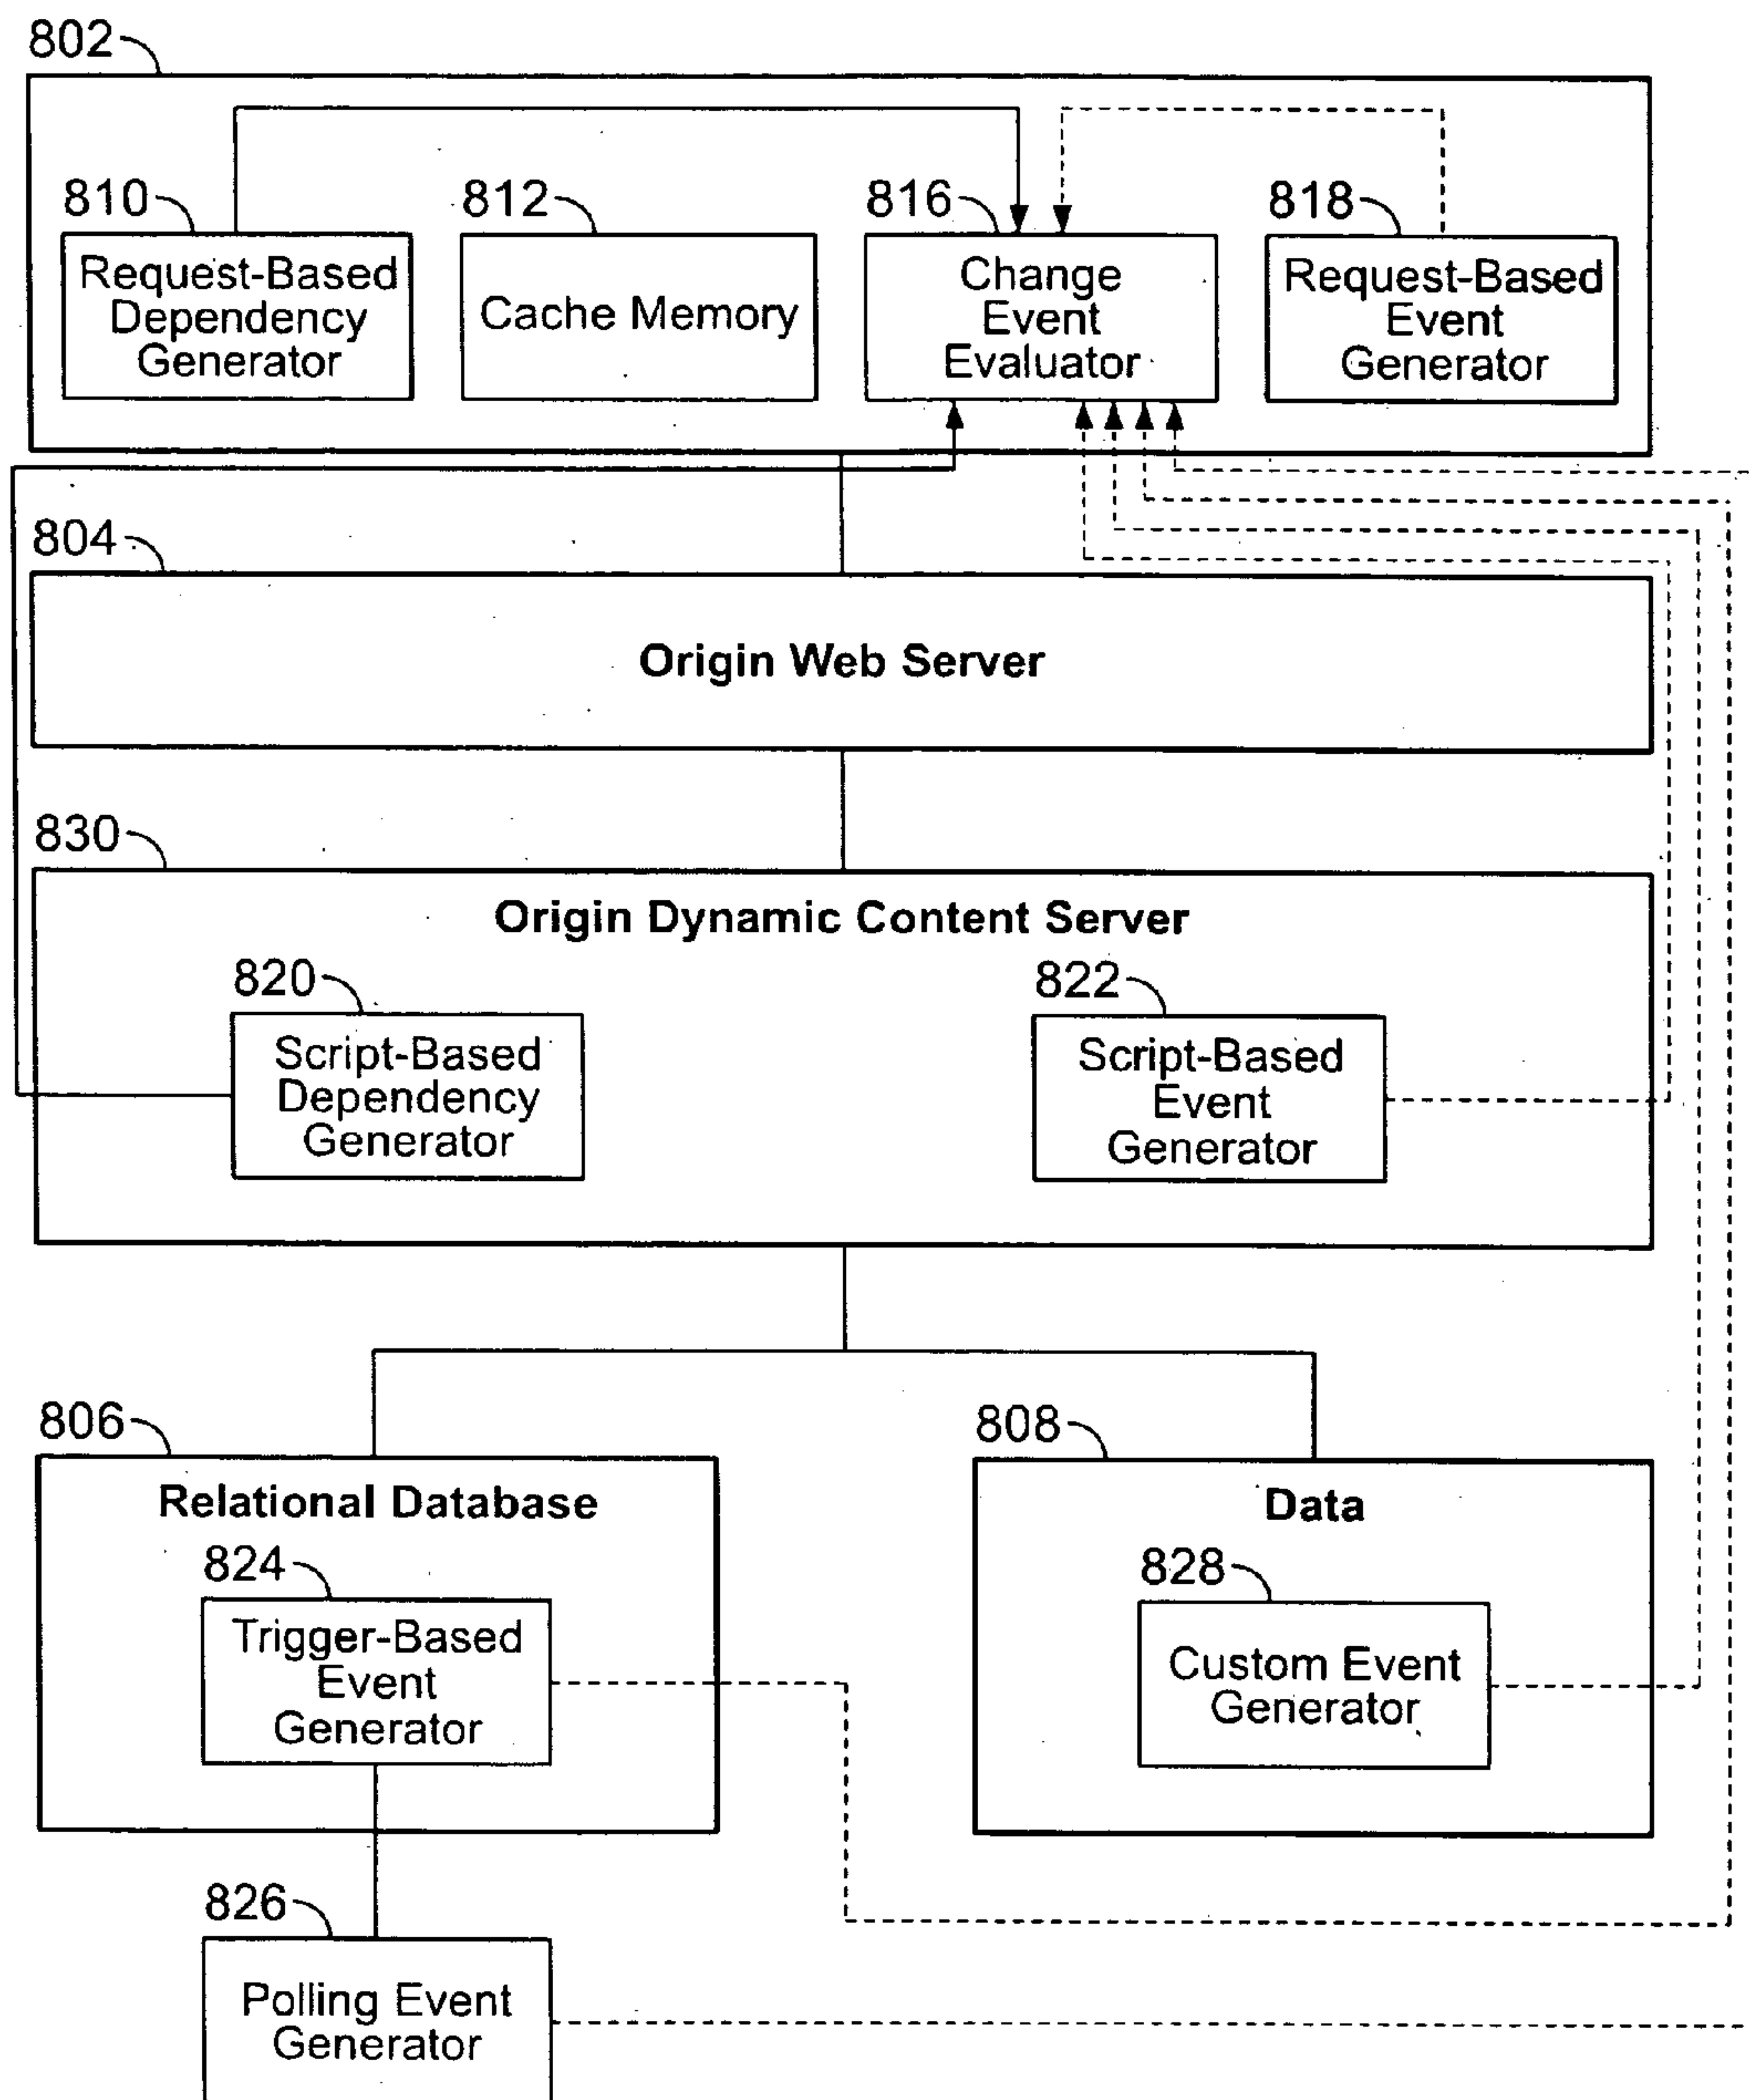 802
810
812
816
818
Request-Based
Dependency
Generator
Cache Memory
Change
Event
Evaluator
Request-Based
Event
Generator
804
Origin Web Server
830
Origin Dynamic Content Server
820
822
Script-Based
Dependency
Generator
Script-Based
Event
Generator
806
808
Relational Database
Data
824
828
Trigger-Based
Event
Generator
Custom Event
Generator
826
Polling Event
Generator